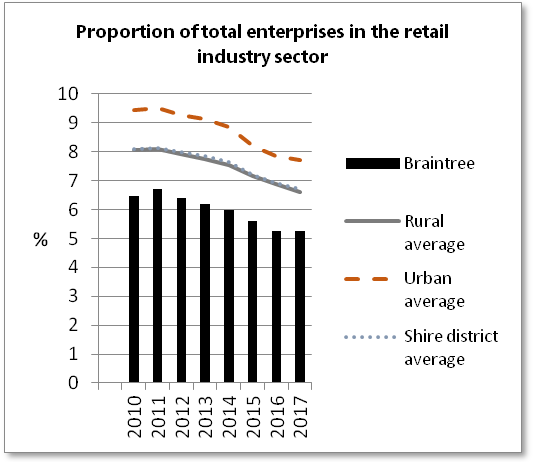 Proportion of total enterprises in the retail
industry sector
10
9
8
7
6
5
4
3
2
1
0
%
2010
2011
2012
2013
2014
2015
2016
2017
Braintree
Rural
average
Urban
average
Shire district
average